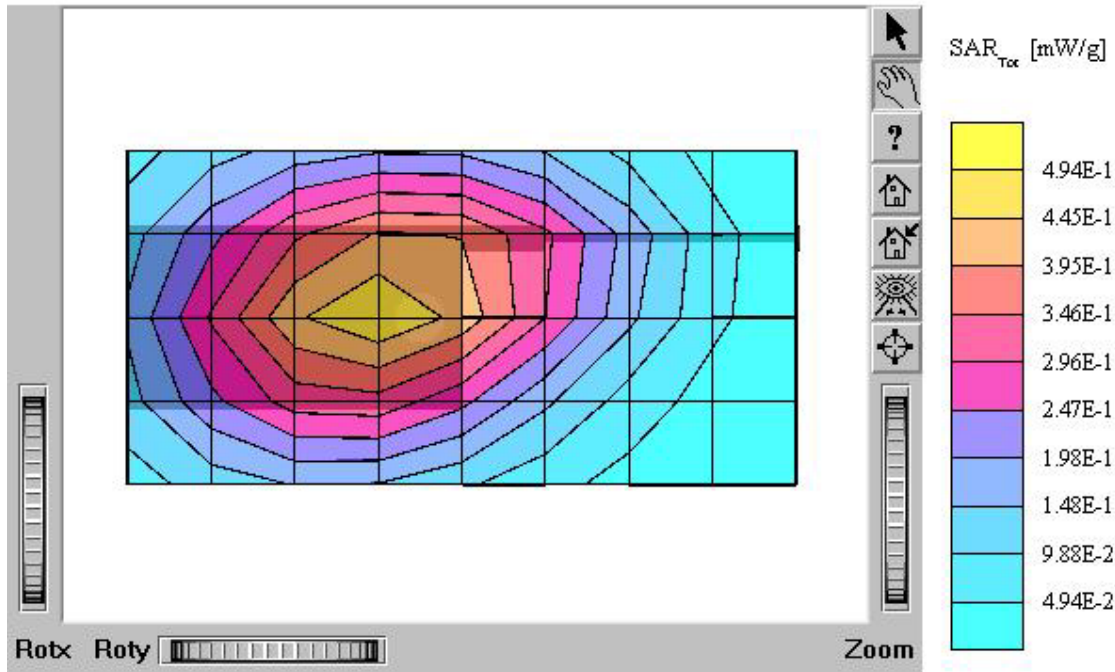 SAR_Tot [mW/g]
?
4.94E-1
4.45E-1
3.95E-1
3.46E-1
2.96E-1
2.47E-1
1.98E-1
1.48E-1
9.88E-2
4.94E-2
Rotx Roty Zoom